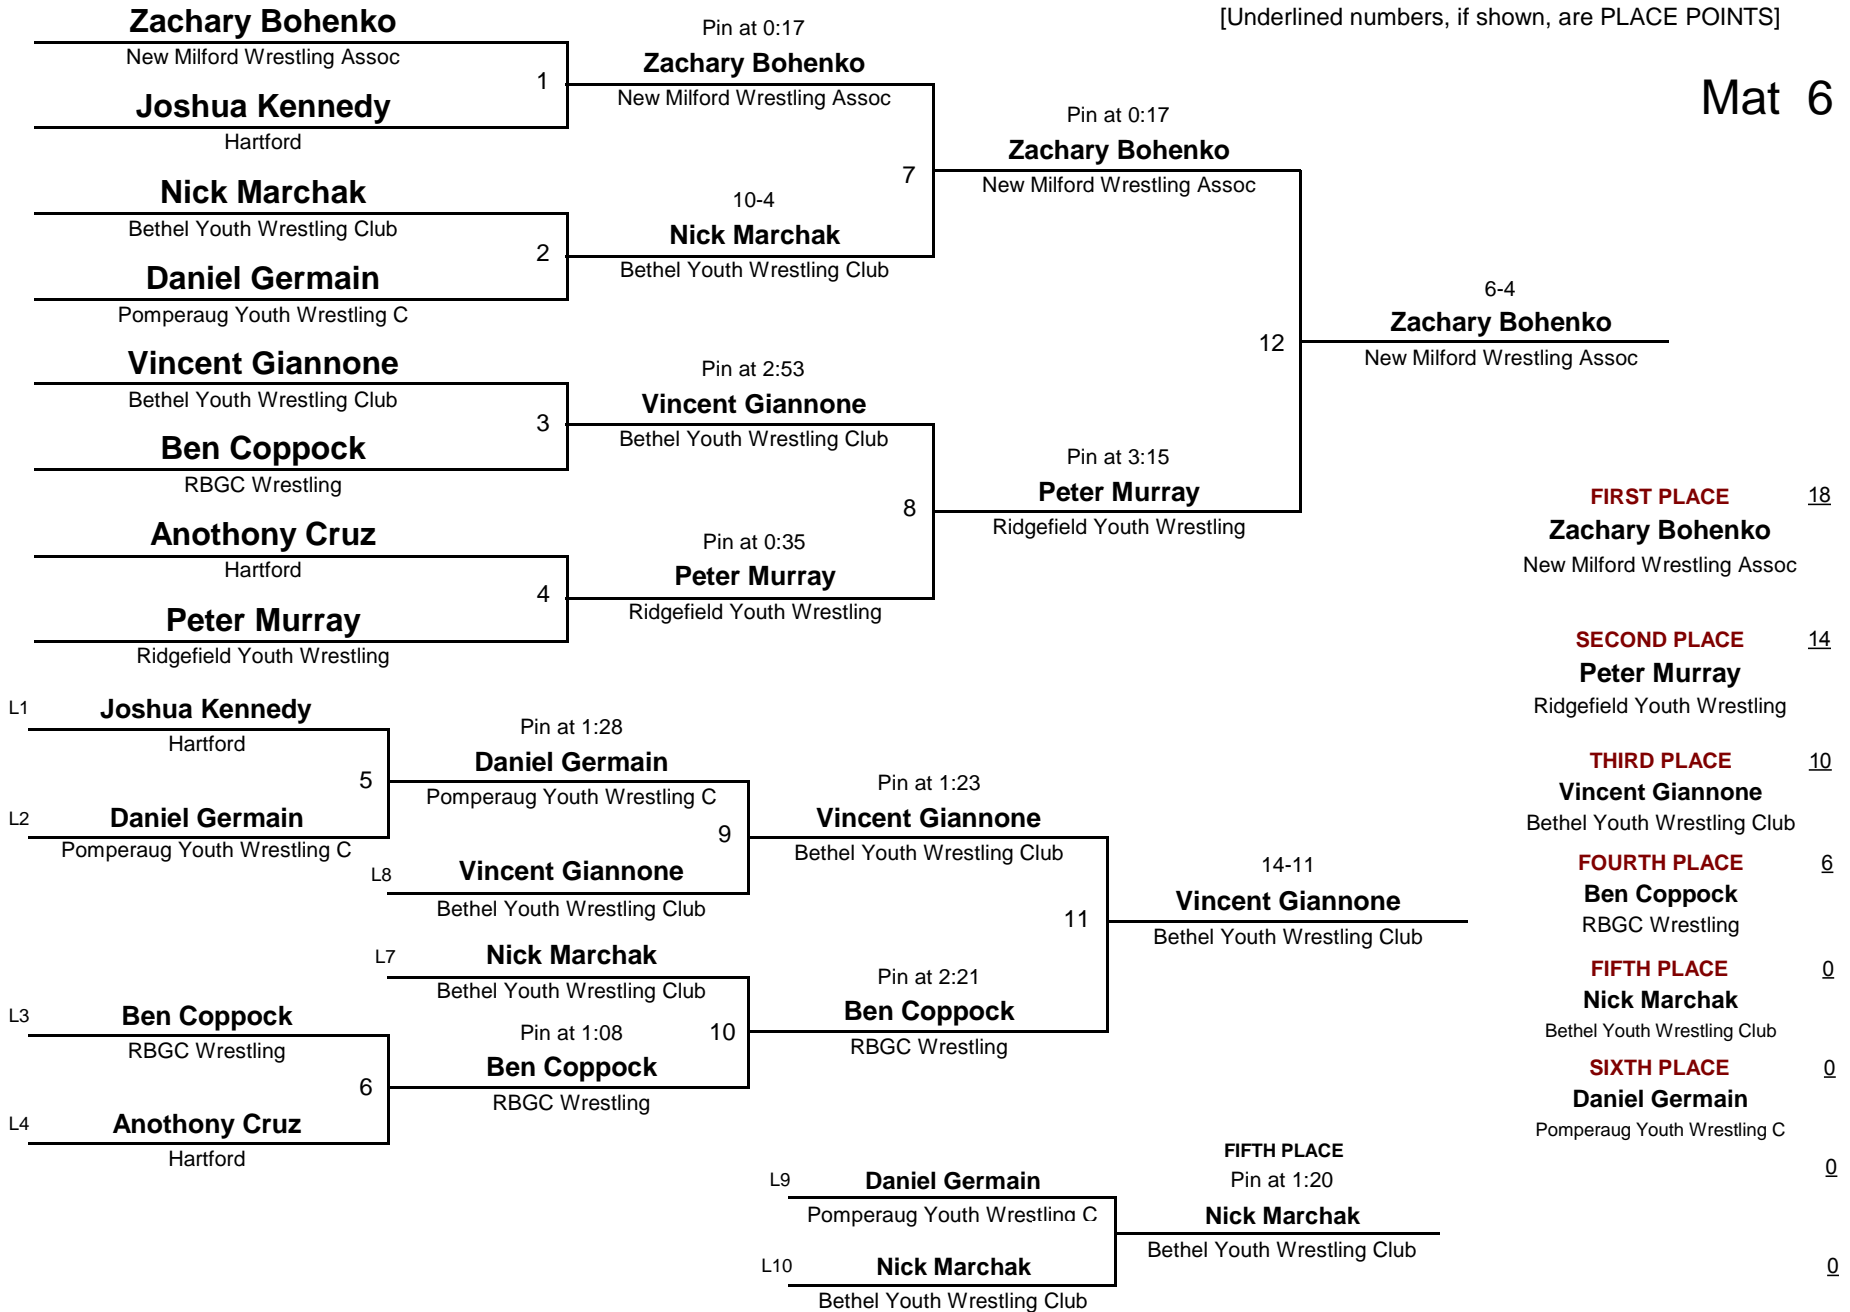 [Underlined numbers, if shown, are PLACE POINTS]
Mat 6
Zachary Bohenko
New Milford Wrestling Assoc
1
Joshua Kennedy
Hartford
Nick Marchak
Bethel Youth Wrestling Club
2
Daniel Germain
Pomperaug Youth Wrestling C
Vincent Giannone
Bethel Youth Wrestling Club
3
Ben Coppock
RBGC Wrestling
Anothony Cruz
Hartford
4
Peter Murray
Ridgefield Youth Wrestling
Pin at 0:17
Zachary Bohenko
New Milford Wrestling Assoc
7
10-4
Nick Marchak
Bethel Youth Wrestling Club
Pin at 2:53
Vincent Giannone
Bethel Youth Wrestling Club
8
Pin at 0:35
Peter Murray
Ridgefield Youth Wrestling
Pin at 0:17
Zachary Bohenko
New Milford Wrestling Assoc
12
Pin at 3:15
Peter Murray
Ridgefield Youth Wrestling
6-4
Zachary Bohenko
New Milford Wrestling Assoc
L1
Joshua Kennedy
Hartford
5
L2
Daniel Germain
Pomperaug Youth Wrestling C
L3
Ben Coppock
RBGC Wrestling
6
L4
Anothony Cruz
Hartford
Pin at 1:28
Daniel Germain
Pomperaug Youth Wrestling C
9
L8
Vincent Giannone
Bethel Youth Wrestling Club
L7
Nick Marchak
Bethel Youth Wrestling Club
10
Pin at 1:08
Ben Coppock
RBGC Wrestling
Pin at 1:23
Vincent Giannone
Bethel Youth Wrestling Club
11
Pin at 2:21
Ben Coppock
RBGC Wrestling
14-11
Vincent Giannone
Bethel Youth Wrestling Club
L9
Daniel Germain
Pomperaug Youth Wrestling C
L10
Nick Marchak
Bethel Youth Wrestling Club
FIFTH PLACE
Pin at 1:20
Nick Marchak
Bethel Youth Wrestling Club
FIRST PLACE 18
Zachary Bohenko
New Milford Wrestling Assoc
SECOND PLACE 14
Peter Murray
Ridgefield Youth Wrestling
THIRD PLACE 10
Vincent Giannone
Bethel Youth Wrestling Club
FOURTH PLACE 6
Ben Coppock
RBGC Wrestling
FIFTH PLACE 0
Nick Marchak
Bethel Youth Wrestling Club
SIXTH PLACE 0
Daniel Germain
Pomperaug Youth Wrestling C
0
0